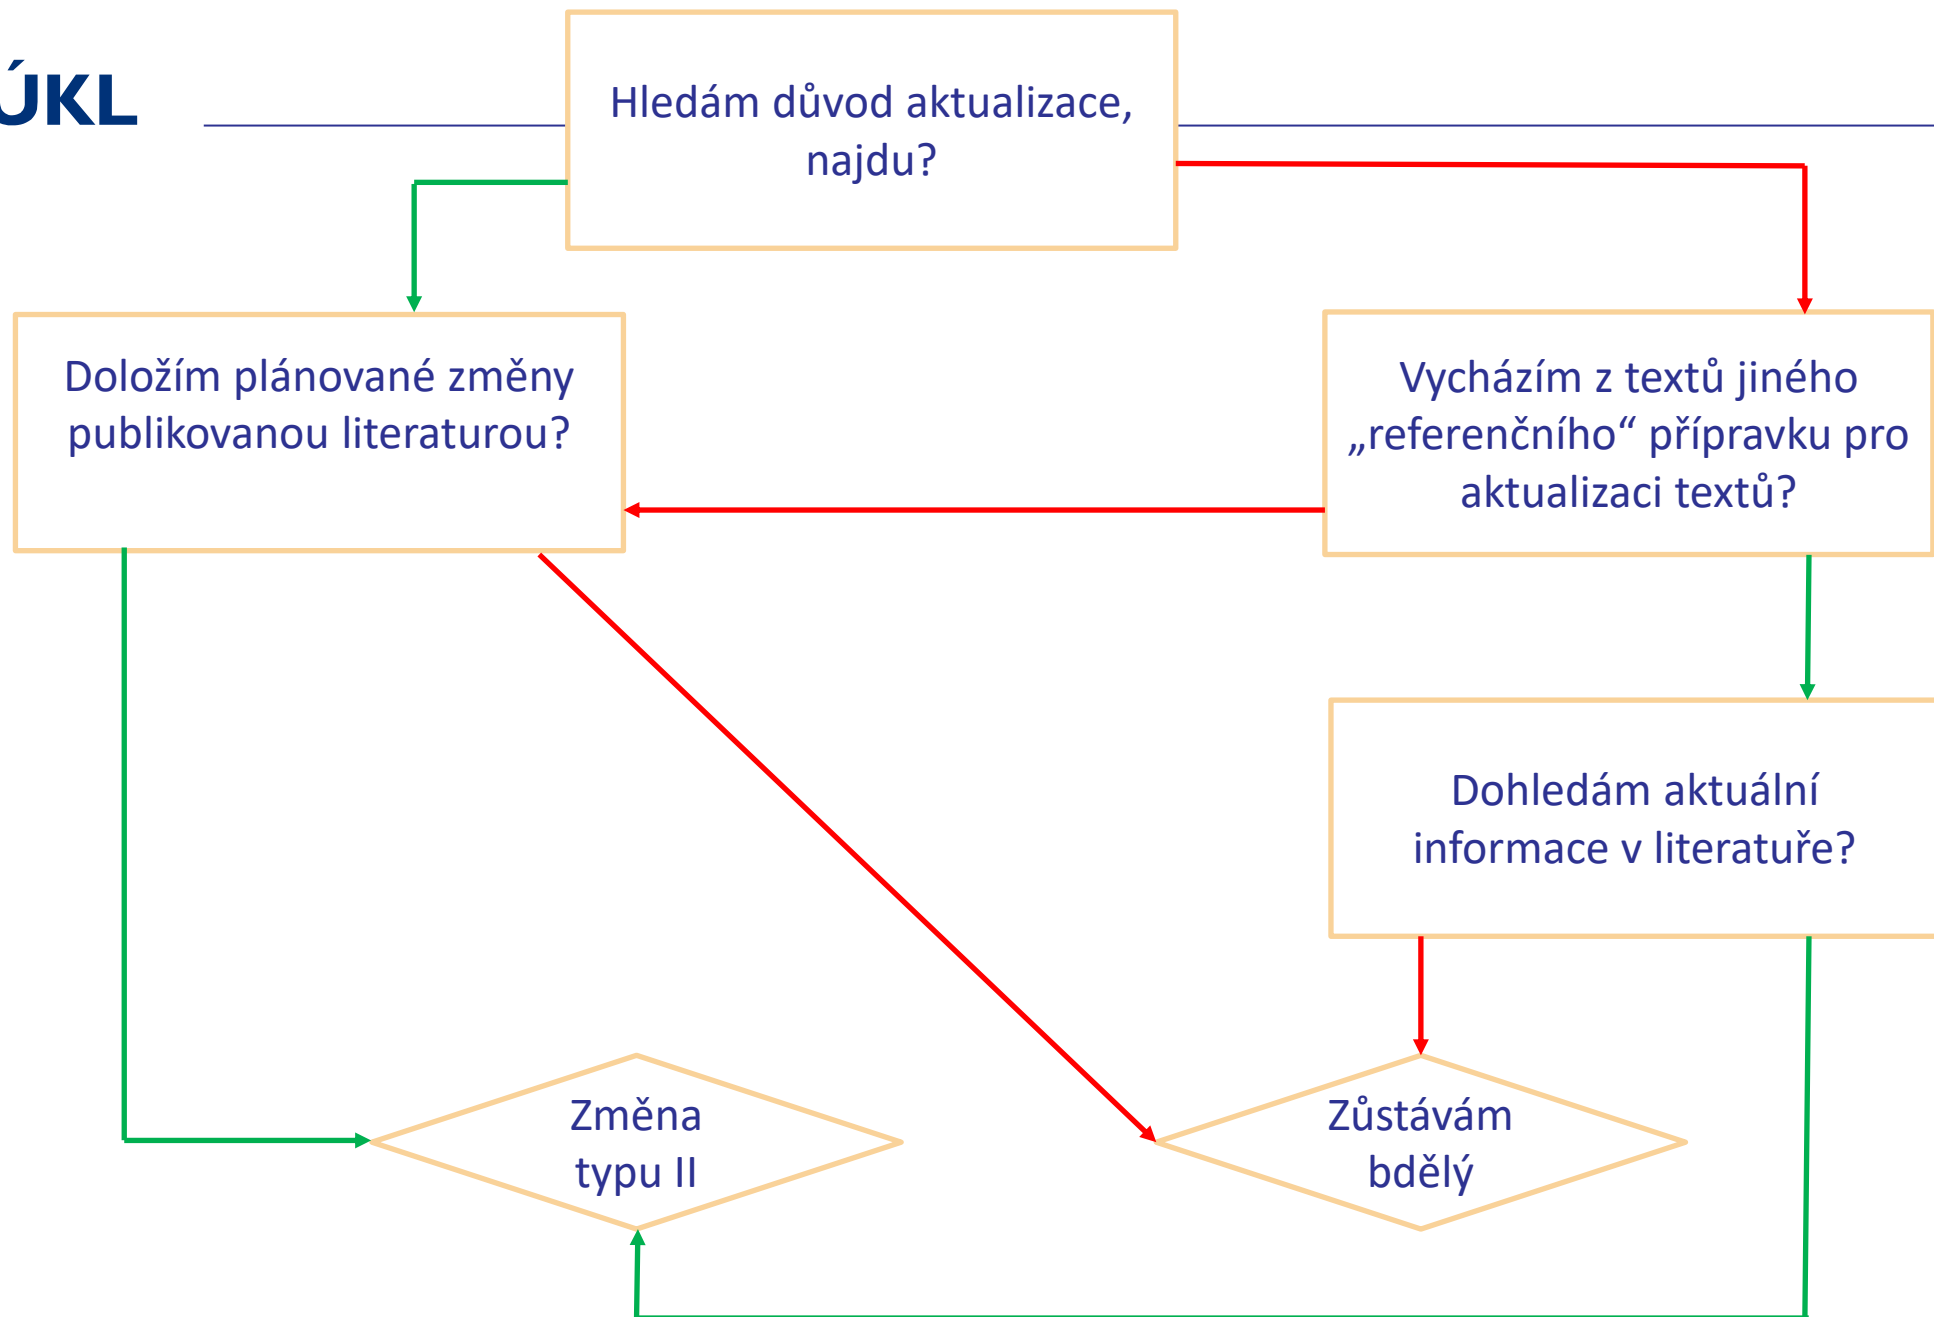 ÚKL
Hledám důvod aktualizace,
najdu?
Doložím plánované změny
publikovanou literaturou?
Vycházím z textů jiného
„referenčního“ přípravku pro
aktualizaci textů?
Dohledám aktuální
informace v literatuře?
Změna
typu II
Zůstávám
bdělý